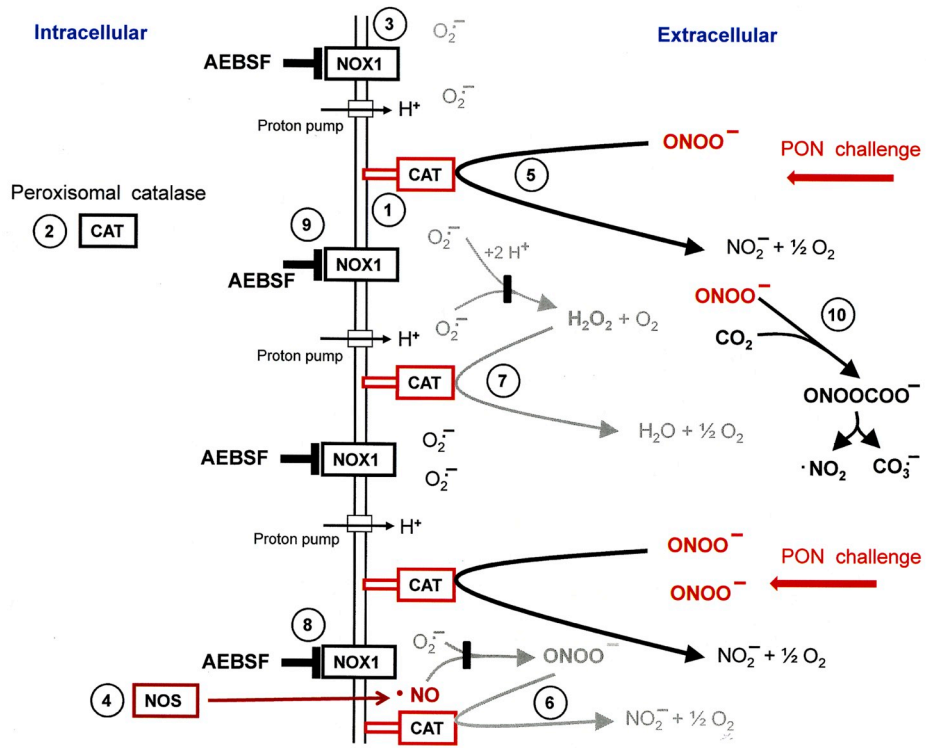 Intracellular
Extracellular
3
O₂·⁻
AEBSF
NOX1
O₂·⁻
H⁺
Proton pump
ONOO⁻
PON challenge
CAT
5
Peroxisomal catalase
2
CAT
1
9
AEBSF
NOX1
O₂·⁻
+2 H⁺
NO₂⁻ + ½ O₂
ONOO⁻
10
O₂·⁻
H₂O₂ + O₂
CO₂
H⁺
Proton pump
CAT
7
ONOOCOO⁻
H₂O + ½ O₂
·NO₂
CO₃·⁻
AEBSF
NOX1
O₂·⁻
O₂·⁻
H⁺
Proton pump
ONOO⁻
PON challenge
ONOO⁻
CAT
8
AEBSF
NOX1
O₂·⁻
ONOO⁻
NO₂⁻ + ½ O₂
4
NOS
·NO
CAT
6
NO₂⁻ + ½ O₂